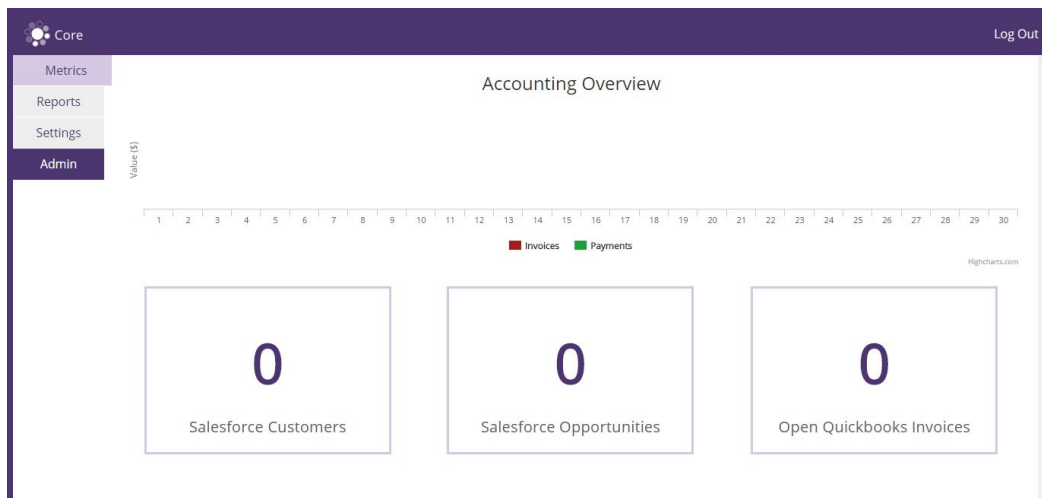 Core
Log Out
Metrics
Reports
Settings
Admin
Accounting Overview
Value ($)
1 2 3 4 5 6 7 8 9 10 11 12 13 14 15 16 17 18 19 20 21 22 23 24 25 26 27 28 29 30
Invoices Payments
Highcharts.com
0 0 0
Salesforce Customers Salesforce Opportunities Open Quickbooks Invoices